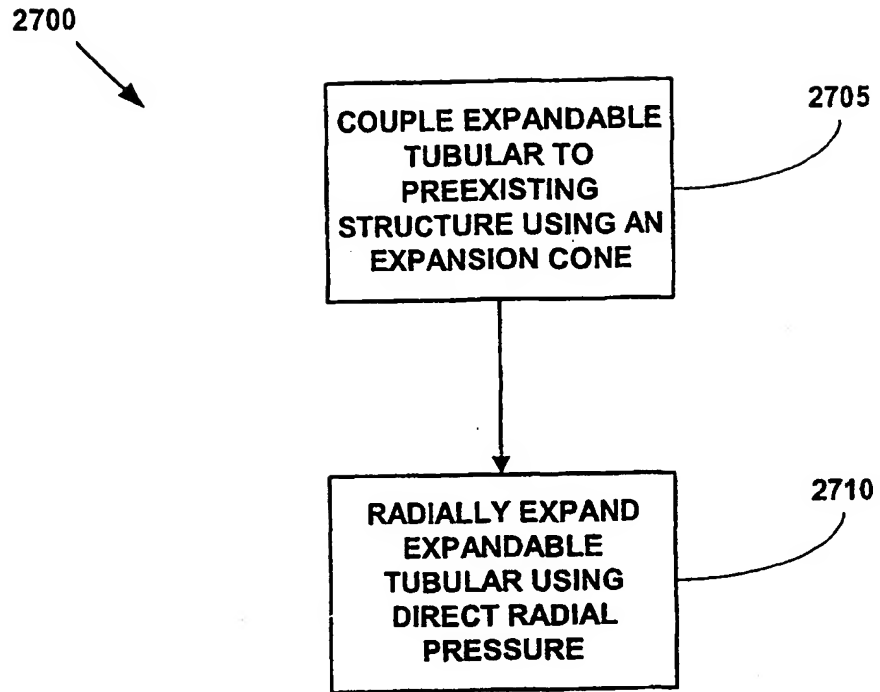 2700
COUPLE EXPANDABLE
TUBULAR TO
PREEXISTING
STRUCTURE USING AN
EXPANSION CONE
2705
RADIALLY EXPAND
EXPANDABLE
TUBULAR USING
DIRECT RADIAL
PRESSURE
2710